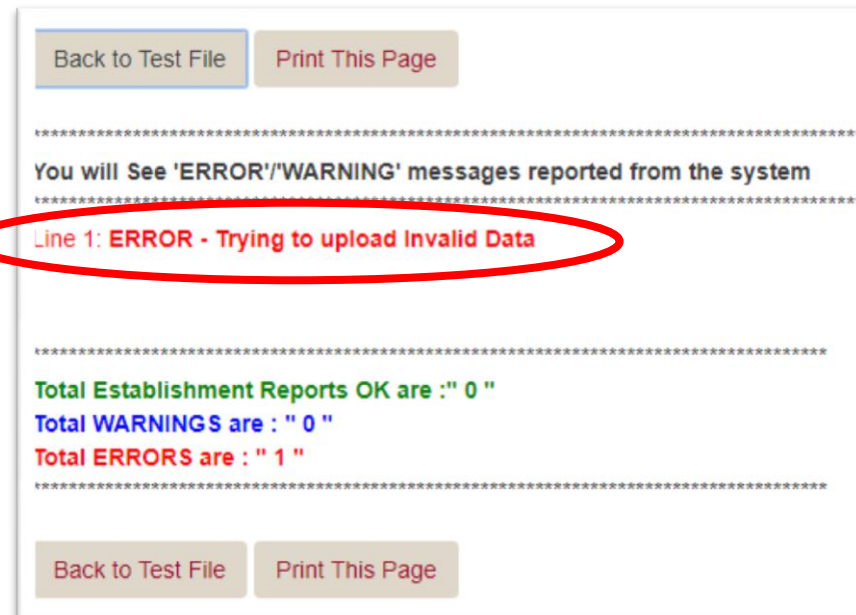 Back to Test File Print This Page
********************************************************************************************
You will See 'ERROR'/'WARNING' messages reported from the system
********************************************************************************************
Line 1: ERROR - Trying to upload Invalid Data
******************************************************************************************
Total Establishment Reports OK are :" 0 "
Total WARNINGS are : " 0 "
Total ERRORS are : " 1 "
******************************************************************************************
Back to Test File Print This Page